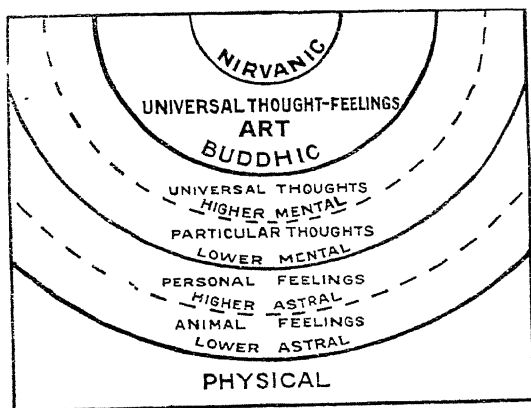 NIRVANIC
UNIVERSAL THOUGHT-FEELINGS
ART
BUDDHIC
UNIVERSAL THOUGHTS
HIGHER MENTAL
PARTICULAR THOUGHTS
LOWER MENTAL
PERSONAL FEELINGS
HIGHER ASTRAL
ANIMAL FEELINGS
LOWER ASTRAL
PHYSICAL